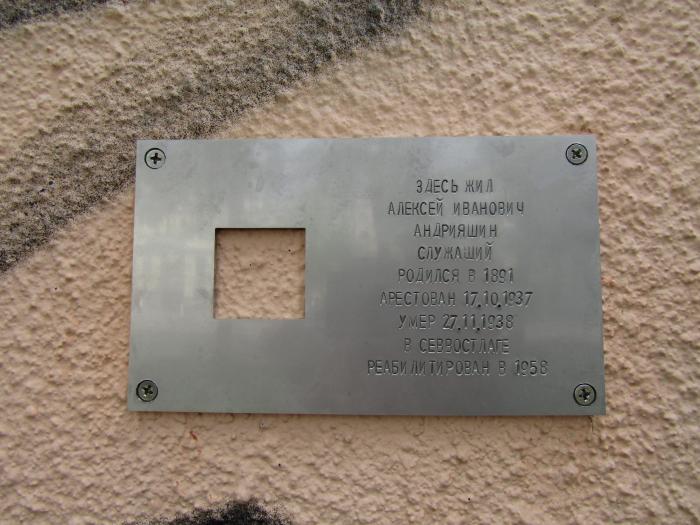 ЗДЕСЬ ЖИЛ
АЛЕКСЕЙ ИВАНОВИЧ
АНДРИЯШИН
СЛУЖАЩИЙ
РОДИЛСЯ В 1891
АРЕСТОВАН 17.10.1937
УМЕР 27.11.1938
В СЕВВОСТЛАГЕ
РЕАБИЛИТИРОВАН В 1958